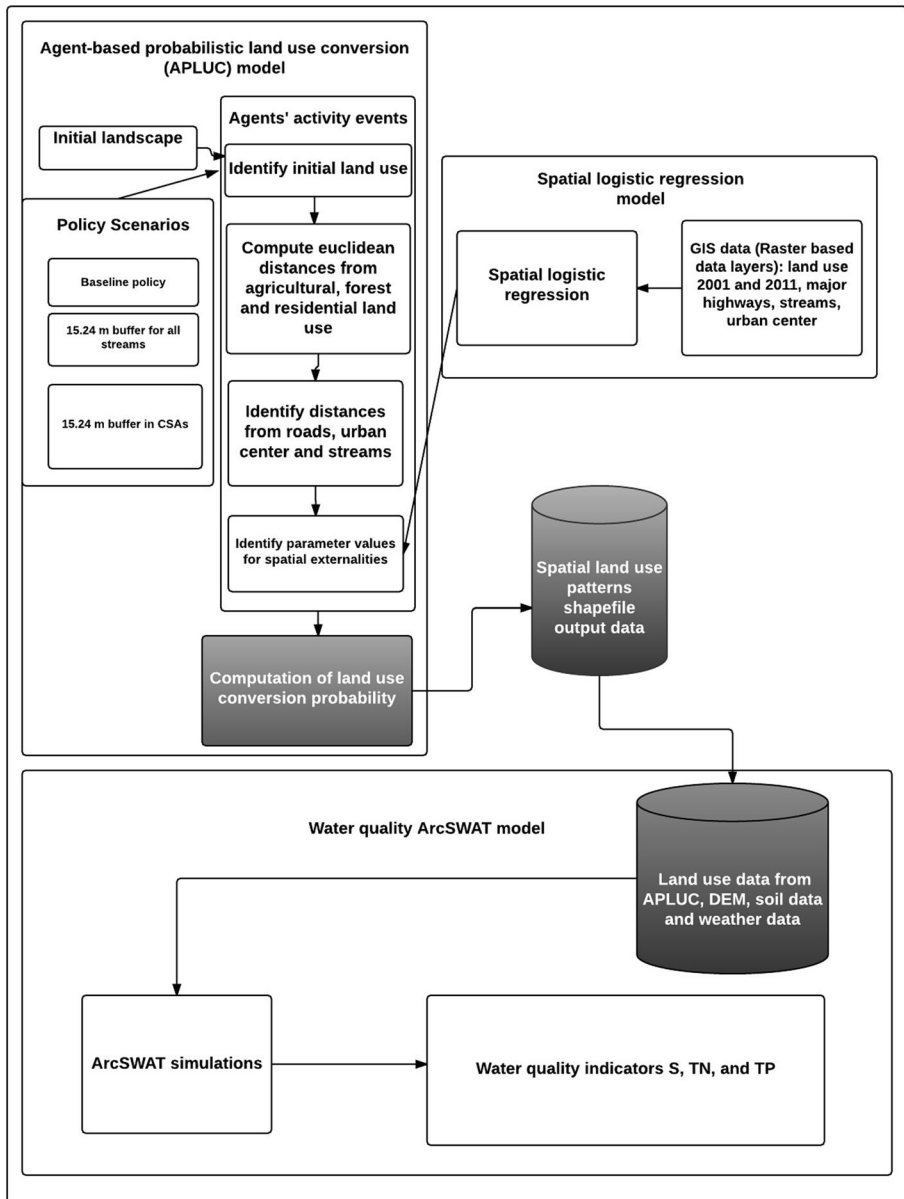 Agent-based probabilistic land use conversion
(APLUC) model
Initial landscape
Agents' activity events
Identify initial land use
Policy Scenarios
Baseline policy
15.24 m buffer for all
streams
15.24 m buffer in CSAs
Compute euclidean
distances from
agricultural, forest
and residential land
use
Identify distances
from roads, urban
center and streams
Identify parameter values
for spatial externalities
Computation of land use
conversion probability
Spatial logistic regression
model
Spatial logistic
regression
GIS data (Raster based
data layers): land use
2001 and 2011, major
highways, streams,
urban center
Spatial land use
patterns
shapefile
output data
Water quality ArcSWAT model
Land use data from
APLUC, DEM, soil data
and weather data
ArcSWAT simulations
Water quality indicators S, TN, and TP